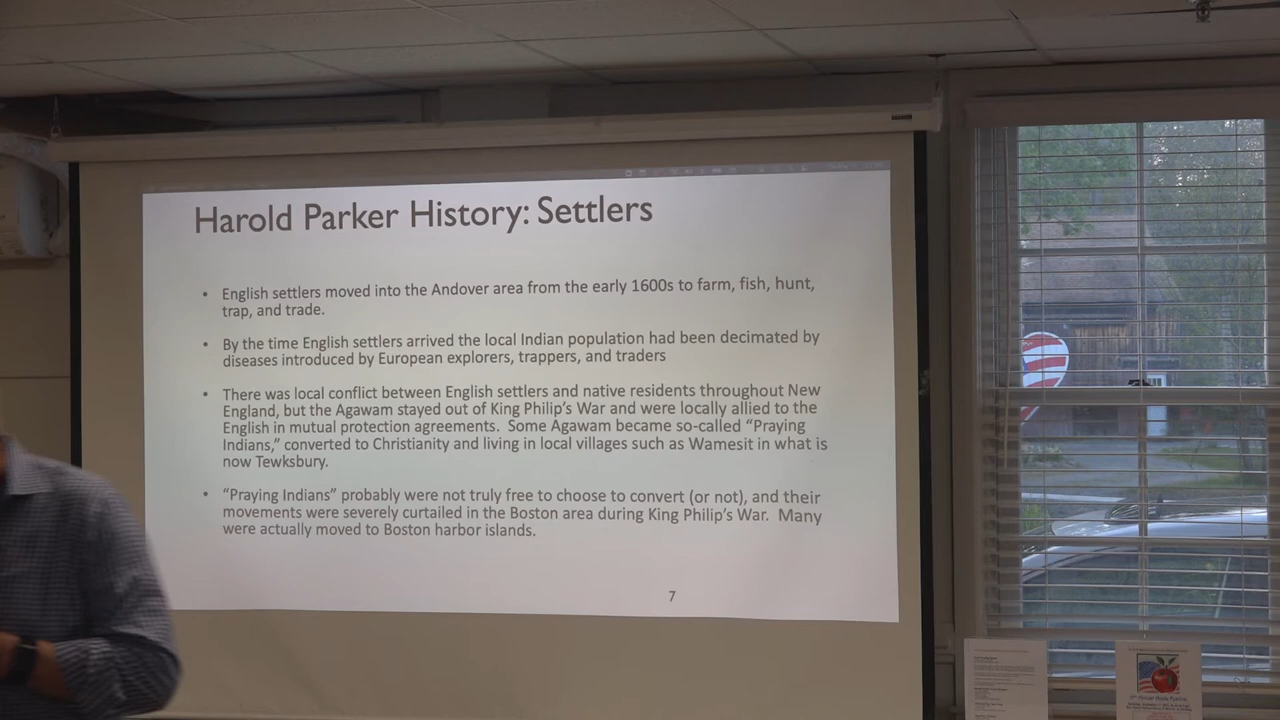 Harold Parker History: Settlers
• English settlers moved into the Andover area from the early 1600s to farm, fish, hunt,
trap, and trade.
• By the time English settlers arrived the local Indian population had been decimated by
diseases introduced by European explorers, trappers, and traders
• There was local conflict between English settlers and native residents throughout New
England, but the Agawam stayed out of King Philip's War and were locally allied to the
English in mutual protection agreements.  Some Agawam became so-called "Praying
Indians," converted to Christianity and living in local villages such as Wamesit in what is
now Tewksbury.
• "Praying Indians" probably were not truly free to choose to convert (or not), and their
movements were severely curtailed in the Boston area during King Philip's War.  Many
were actually moved to Boston harbor islands.
7